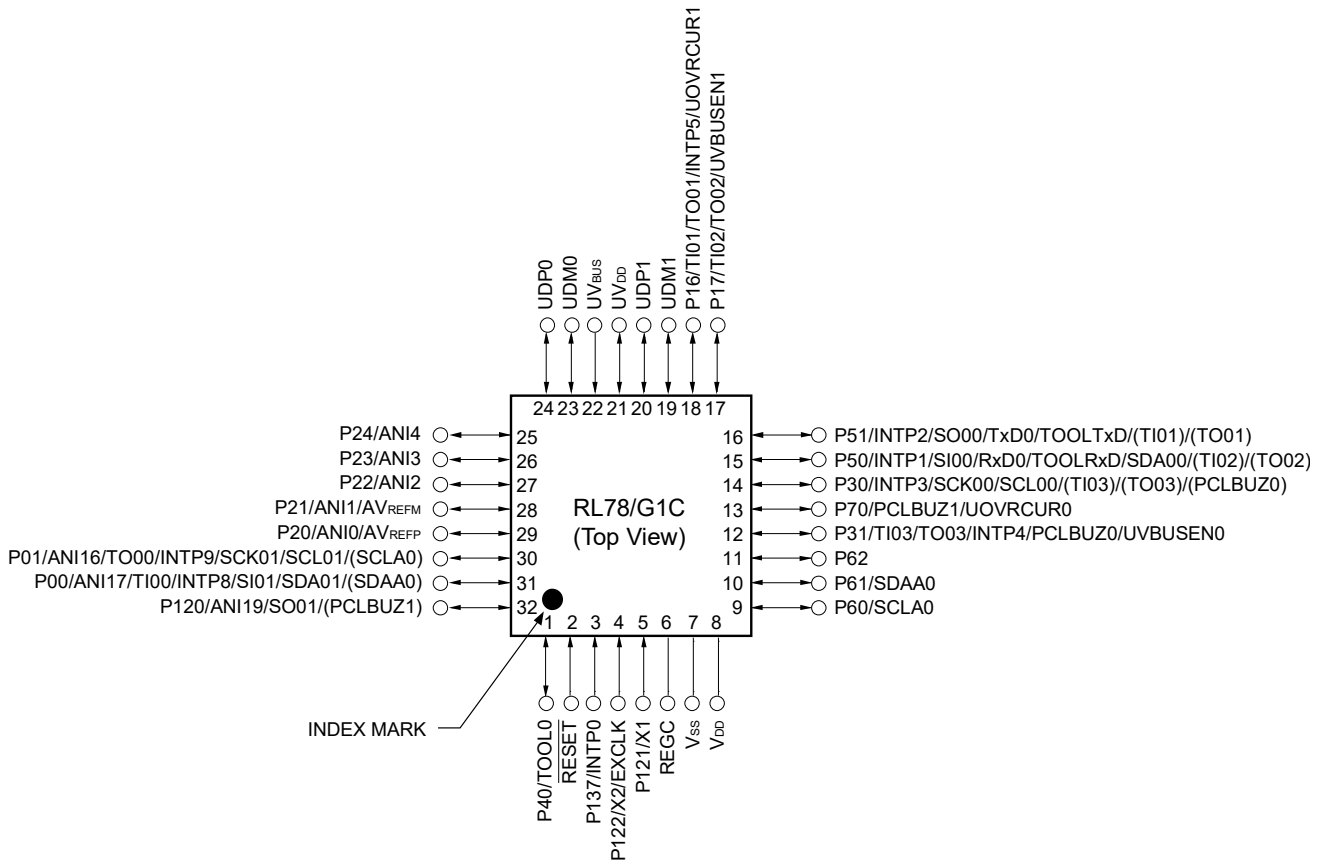 P16/TI01/TO01/INTP5/UOVRCUR1
P17/TI02/TO02/UVBUSEN1
UDP0
UDM0
UVBUS
UVDD
UDP1
UDM1
24 23 22 21 20 19 18 17
P24/ANI4
25
P23/ANI3
26
P22/ANI2
27
P21/ANI1/AVREFM
28
P20/ANI0/AVREFP
29
P01/ANI16/TO00/INTP9/SCK01/SCL01/(SCLA0)
30
P00/ANI17/TI00/INTP8/SI01/SDA01/(SDAA0)
31
P120/ANI19/SO01/(PCLBUZ1)
32
RL78/G1C
(Top View)
16
P51/INTP2/SO00/TxD0/TOOLTxD/(TI01)/(TO01)
15
P50/INTP1/SI00/RxD0/TOOLRxD/SDA00/(TI02)/(TO02)
14
P30/INTP3/SCK00/SCL00/(TI03)/(TO03)/(PCLBUZ0)
13
P70/PCLBUZ1/UOVRCUR0
12
P31/TI03/TO03/INTP4/PCLBUZ0/UVBUSEN0
11
P62
10
P61/SDAA0
9
P60/SCLA0
1 2 3 4 5 6 7 8
INDEX MARK
P40/TOOL0
RESET
P137/INTP0
P122/X2/EXCLK
P121/X1
REGC
VSS
VDD